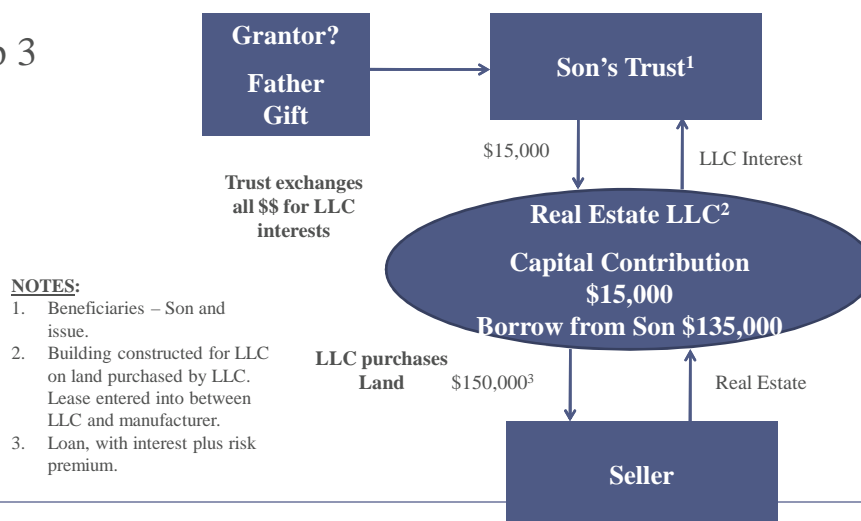 p 3
Grantor?
Father
Gift
Son's Trust¹
$15,000
LLC Interest
Trust exchanges
all $$ for LLC
interests
Real Estate LLC²
Capital Contribution
$15,000
Borrow from Son $135,000
NOTES:
1. Beneficiaries – Son and
issue.
2. Building constructed for LLC
on land purchased by LLC.
Lease entered into between
LLC and manufacturer.
3. Loan, with interest plus risk
premium.
LLC purchases
Land
$150,000³
Real Estate
Seller